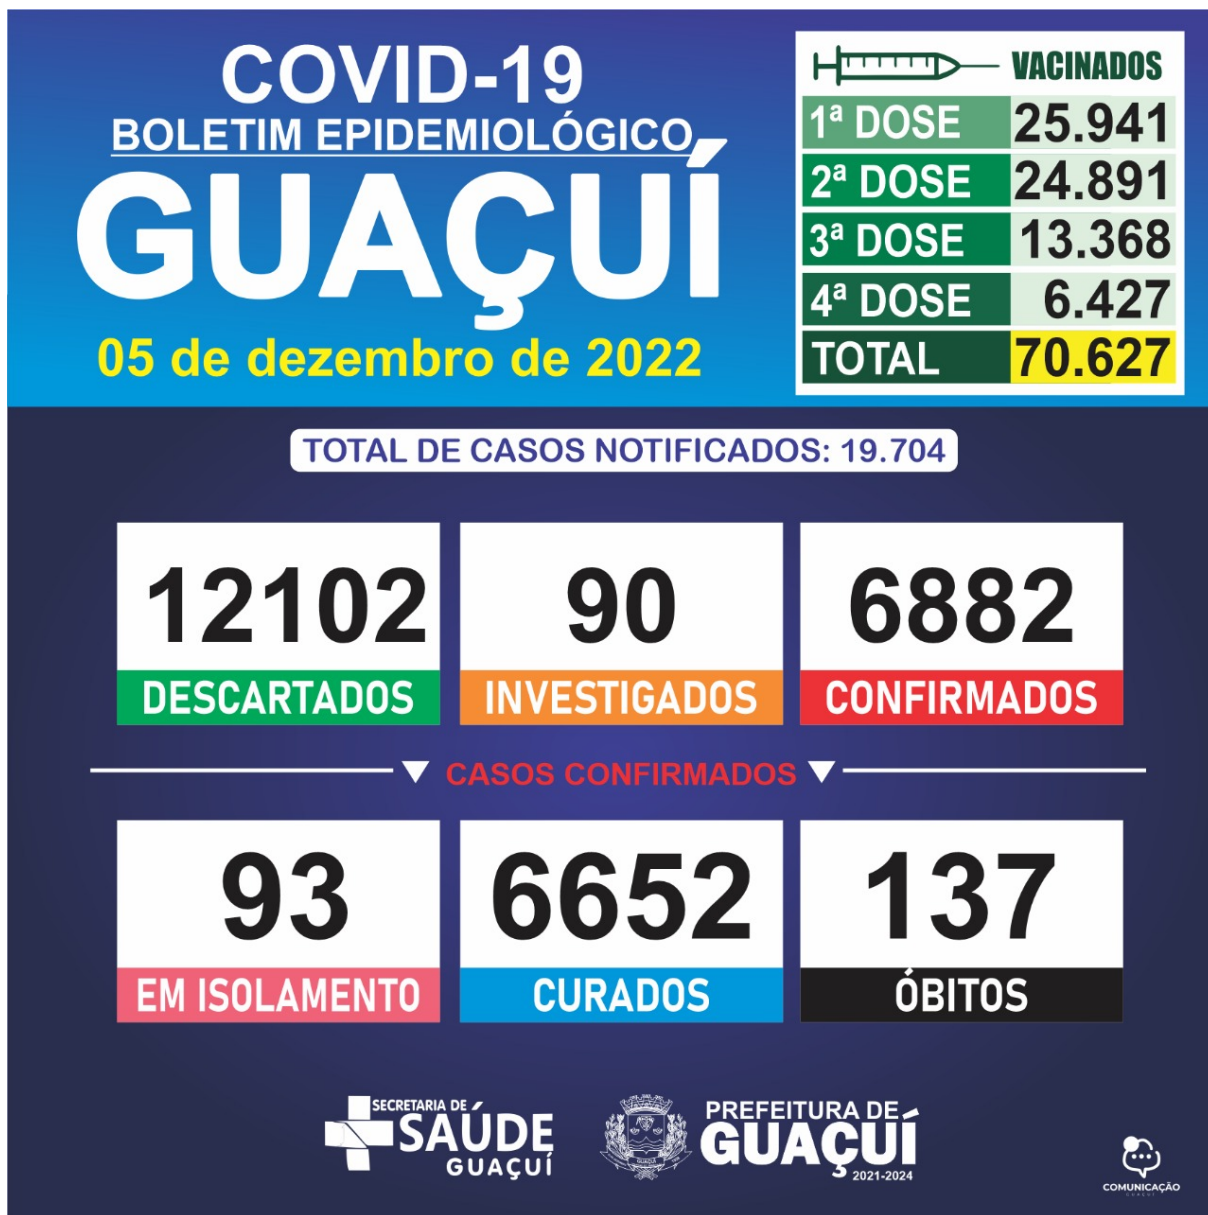 COVID-19
BOLETIM EPIDEMIOLÓGICO
GUAÇUÍ
05 de dezembro de 2022
VACINADOS
1ª DOSE 25.941
2ª DOSE 24.891
3ª DOSE 13.368
4ª DOSE 6.427
TOTAL 70.627
TOTAL DE CASOS NOTIFICADOS: 19.704
12102 90 6882
DESCARTADOS INVESTIGADOS CONFIRMADOS
CASOS CONFIRMADOS
93 6652 137
EM ISOLAMENTO CURADOS ÓBITOS
SECRETARIA DE
SAÚDE
GUAÇUÍ
PREFEITURA DE
GUAÇUÍ
2021-2024
COMUNICAÇÃO
GUAÇUÍ